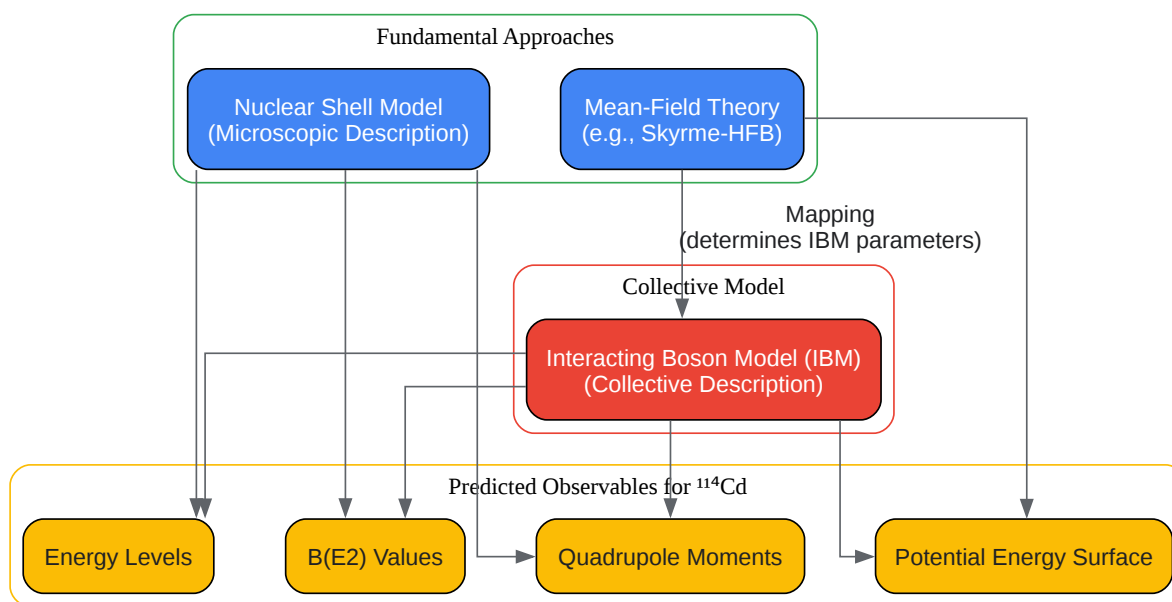 Fundamental Approaches
Nuclear Shell Model
(Microscopic Description)
Mean-Field Theory
(e.g., Skyrme-HFB)
Mapping
(determines IBM parameters)
Collective Model
Interacting Boson Model (IBM)
(Collective Description)
Predicted Observables for ¹¹⁴Cd
Energy Levels
B(E2) Values
Quadrupole Moments
Potential Energy Surface